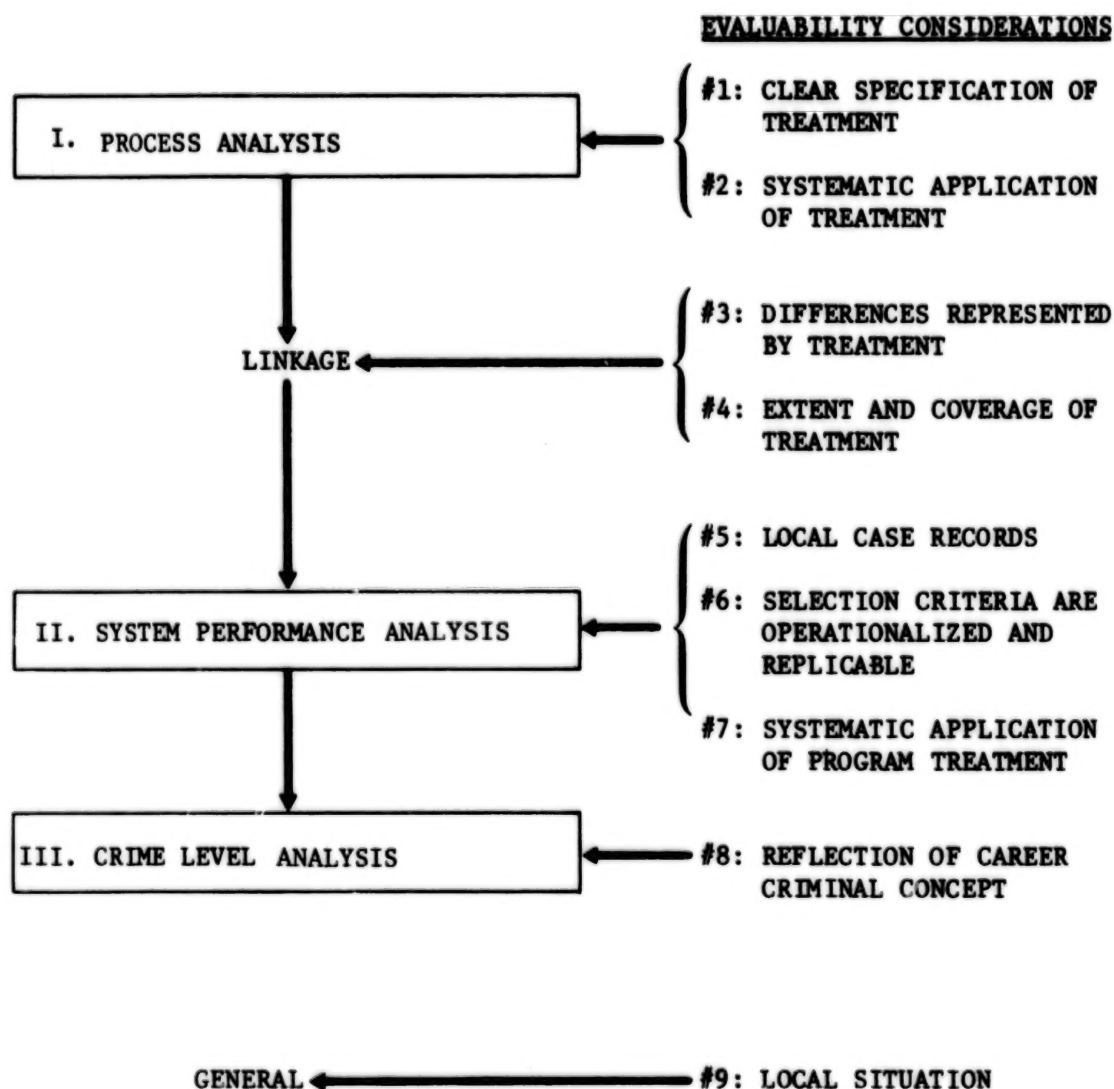 EVALUABILITY CONSIDERATIONS
I. PROCESS ANALYSIS
#1: CLEAR SPECIFICATION OF
TREATMENT
#2: SYSTEMATIC APPLICATION
OF TREATMENT
LINKAGE
#3: DIFFERENCES REPRESENTED
BY TREATMENT
#4: EXTENT AND COVERAGE OF
TREATMENT
II. SYSTEM PERFORMANCE ANALYSIS
#5: LOCAL CASE RECORDS
#6: SELECTION CRITERIA ARE
OPERATIONALIZED AND
REPLICABLE
#7: SYSTEMATIC APPLICATION
OF PROGRAM TREATMENT
III. CRIME LEVEL ANALYSIS
#8: REFLECTION OF CAREER
CRIMINAL CONCEPT
GENERAL
#9: LOCAL SITUATION